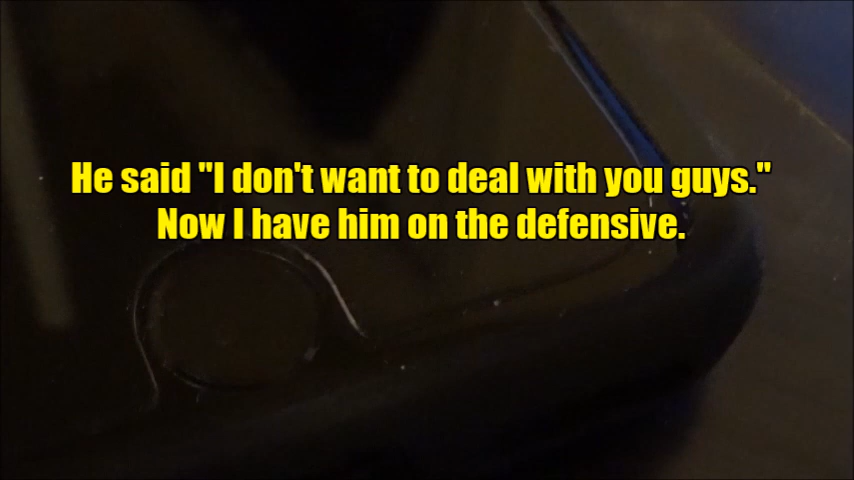 He said "I don't want to deal with you guys."
Now I have him on the defensive.